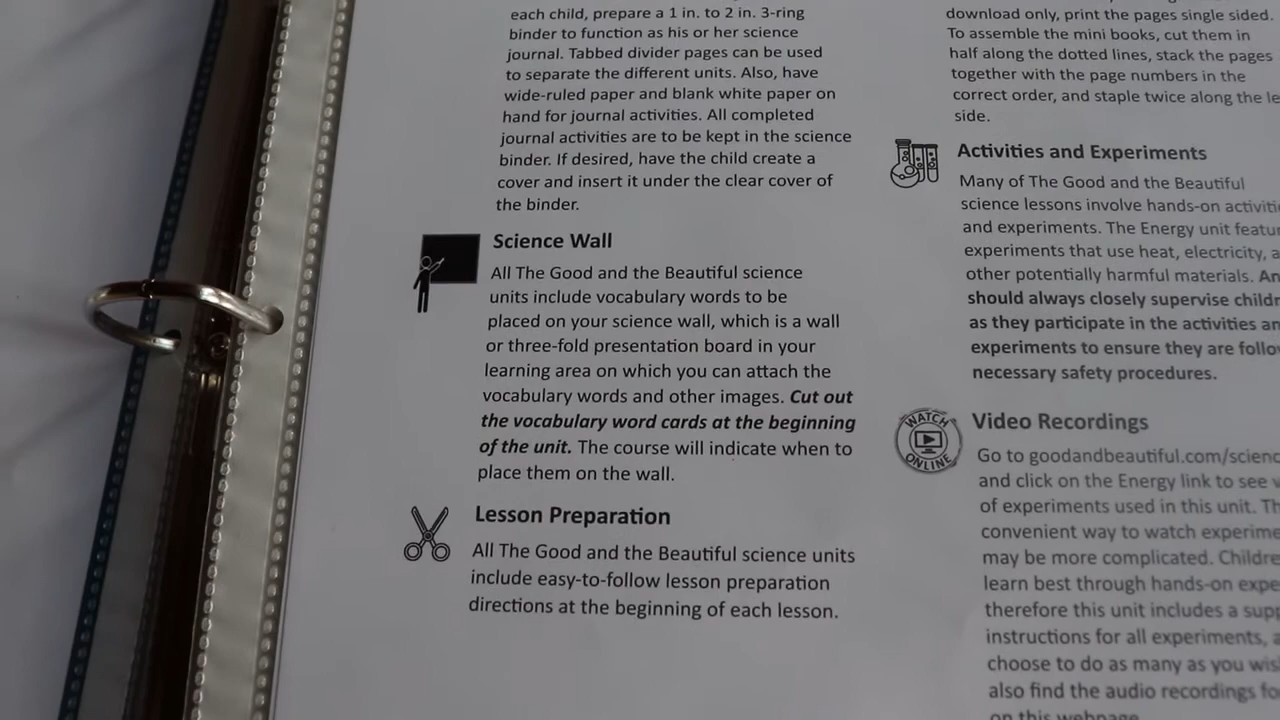 each child, prepare a 1 in. to 2 in. 3-ring
binder to function as his or her science
journal. Tabbed divider pages can be used
to separate the different units. Also, have
wide-ruled paper and blank white paper on
hand for journal activities. All completed
journal activities are to be kept in the science
binder. If desired, have the child create a
cover and insert it under the clear cover of
the binder.
Science Wall
All The Good and the Beautiful science
units include vocabulary words to be
placed on your science wall, which is a wall
or three-fold presentation board in your
learning area on which you can attach the
vocabulary words and other images. Cut out
the vocabulary word cards at the beginning
of the unit. The course will indicate when to
place them on the wall.
Lesson Preparation
All The Good and the Beautiful science units
include easy-to-follow lesson preparation
directions at the beginning of each lesson.
download only, print the pages single sided.
To assemble the mini books, cut them in
half along the dotted lines, stack the pages
together with the page numbers in the
correct order, and staple twice along the
side.
Activities and Experiments
Many of The Good and the Beautiful
science lessons involve hands-on
and experiments. The Energy unit
experiments that use heat, electricity,
other potentially harmful materials.
should always closely supervise
as they participate in the activities
experiments to ensure they are
necessary safety procedures.
WATCH
ONLINE
Video Recordings
Go to
and click on the Energy link to see
of experiments used in this unit.
convenient way to watch
may be more complicated.
learn best through hands-on
therefore this unit includes a
instructions for all experiments,
choose to do as many as you
also find the audio recordings
on this webpage